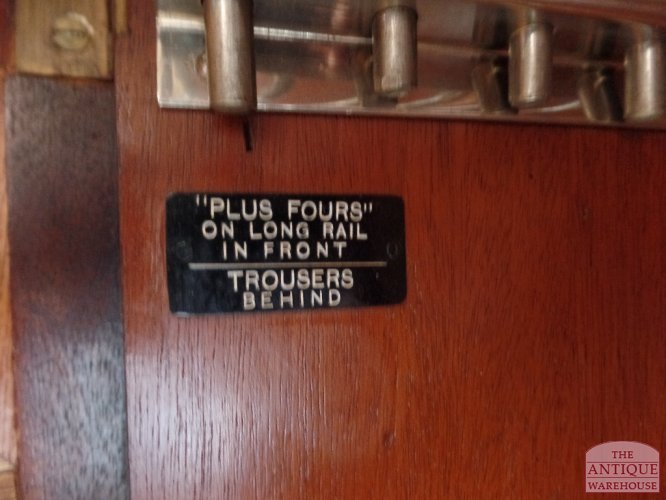 "PLUS FOURS"
ON LONG RAIL
IN FRONT
TROUSERS
BEHIND
THE
ANTIQUE
WAREHOUSE